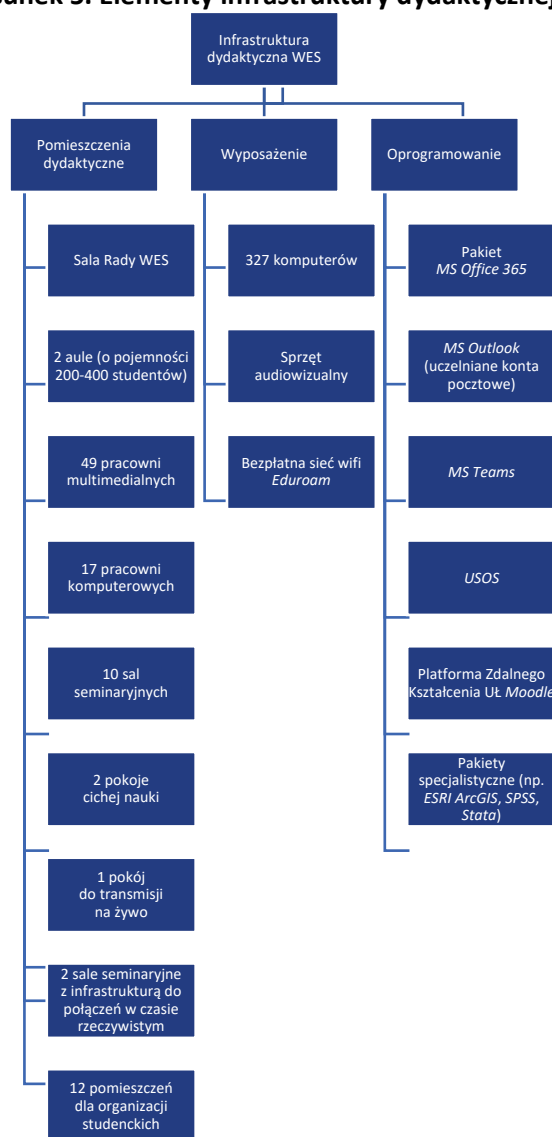 Elementy infrastruktury dydaktycznej
Infrastruktura
dydaktyczna WES
Pomieszczenia
dydaktyczne
Sala Rady WES
2 aule (o pojemności
200-400 studentów)
49 pracowni
multimedialnych
17 pracowni
komputerowych
10 sal
seminaryjnych
2 pokoje
cichej nauki
1 pokój
do transmisji
na żywo
2 sale seminaryjne
z infrastrukturą do
połączeń w czasie
rzeczywistym
12 pomieszczeń
dla organizacji
studenckich
Wyposażenie
327 komputerów
Sprzęt
audiowizualny
Bezpłatna sieć wifi
Eduroam
Oprogramowanie
Pakiet
MS Office 365
MS Outlook
(uczelniane konta
pocztowe)
MS Teams
USOS
Platforma Zdalnego
Kształcenia UŁ Moodle
Pakiety
specjalistyczne (np.
ESRI ArcGIS, SPSS,
Stata)